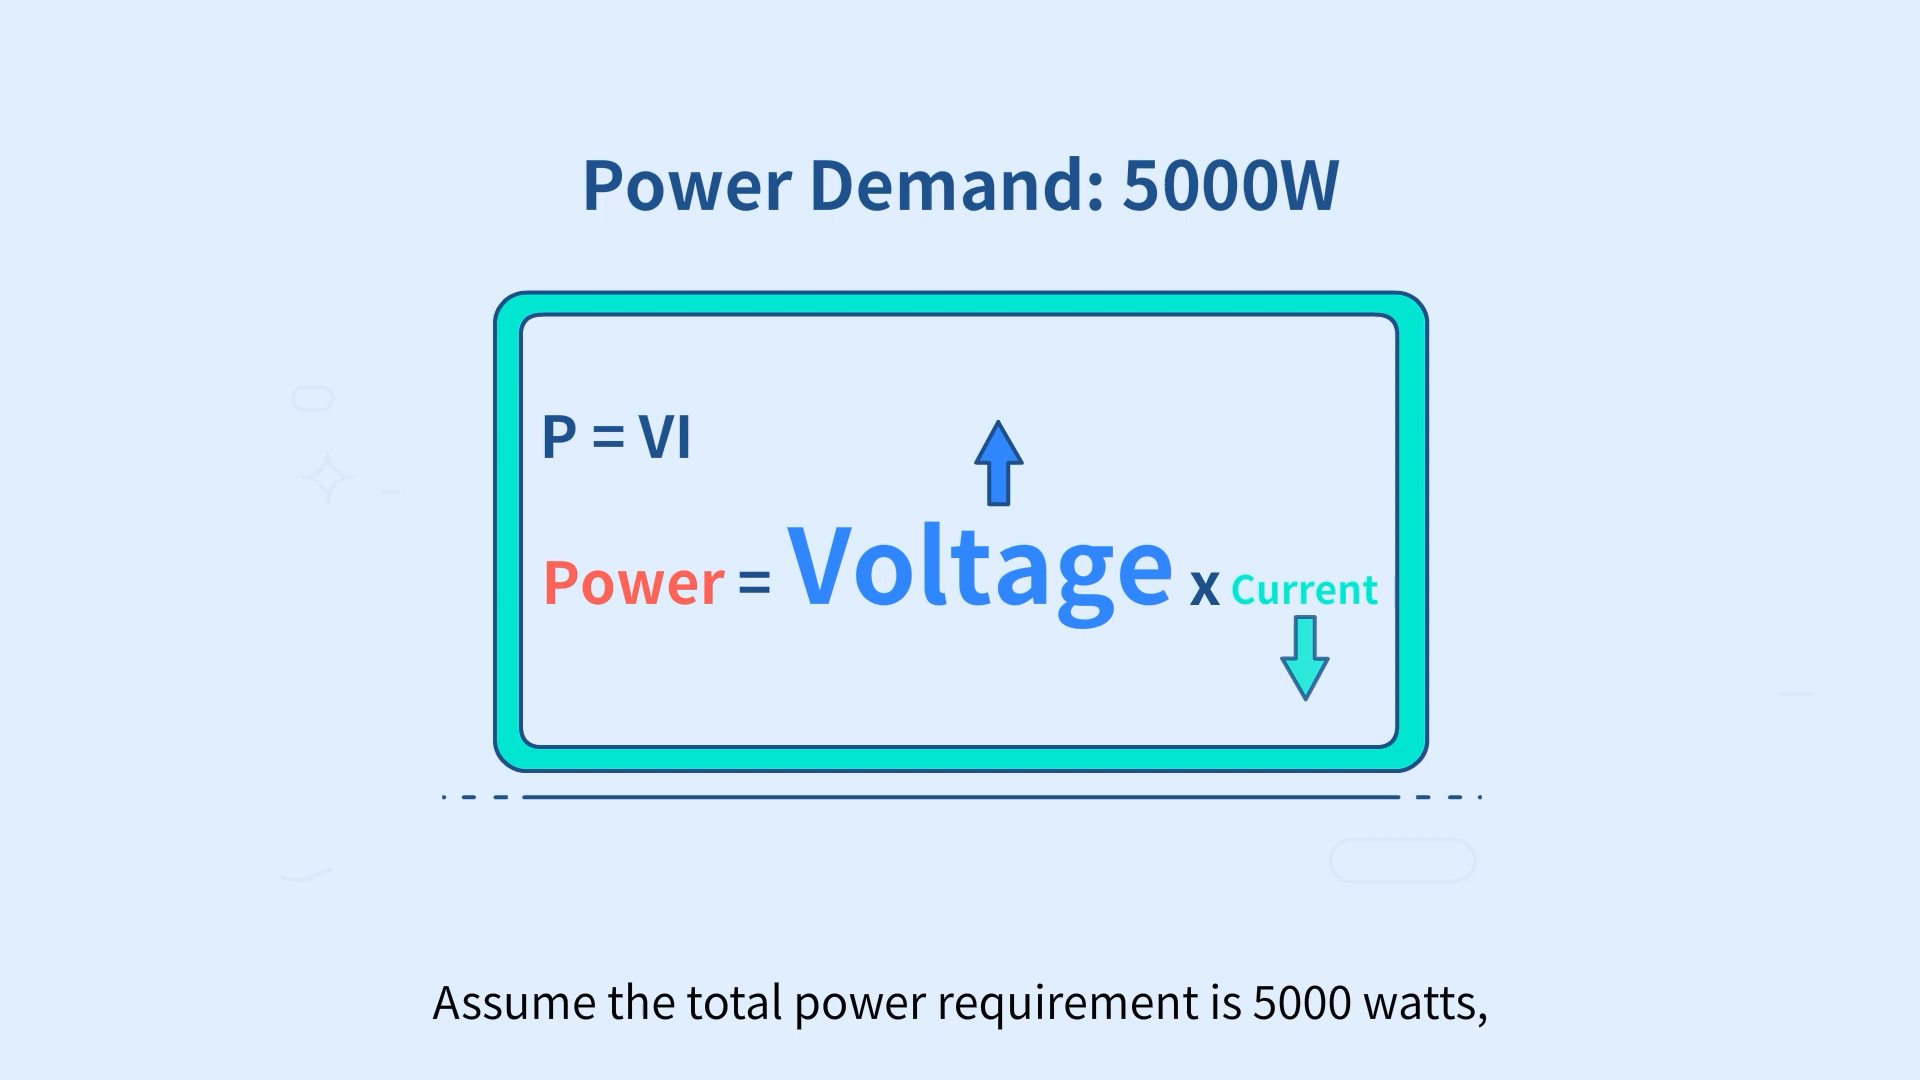 Power Demand: 5000W
P = VI
Power = Voltage x Current
Assume the total power requirement is 5000 watts,